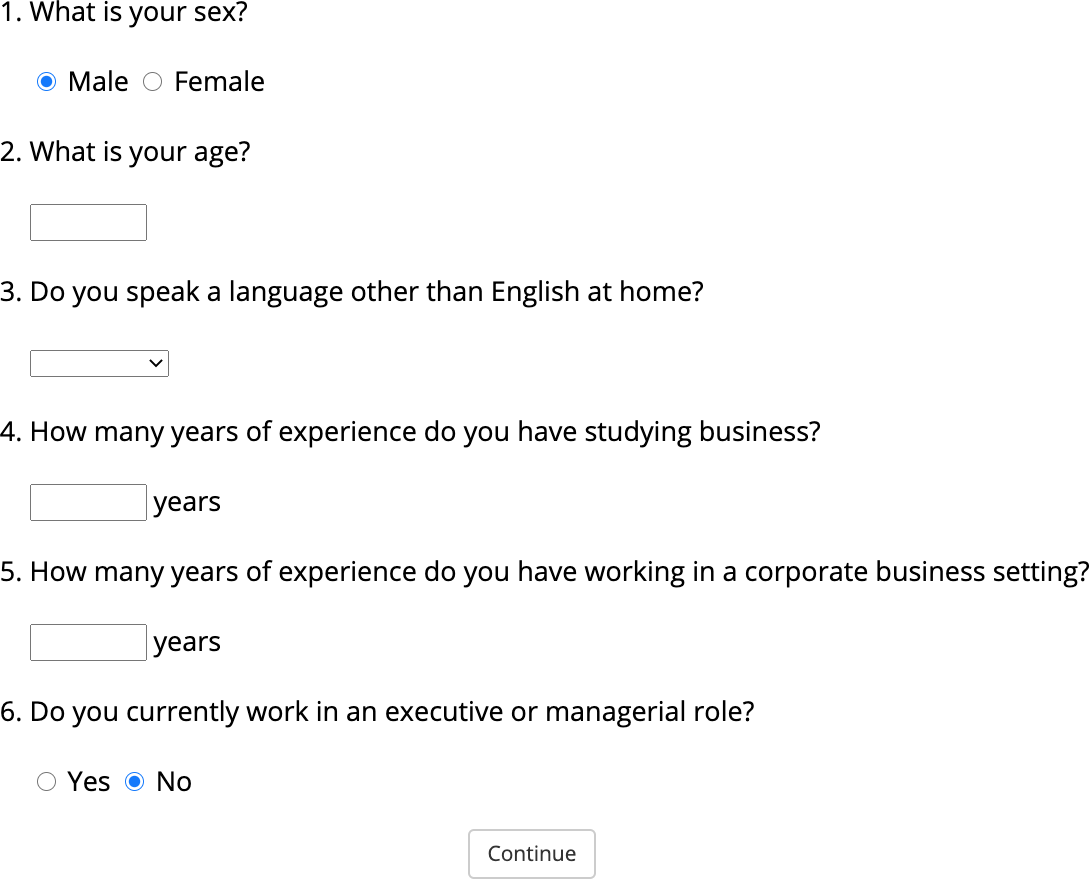 1. What is your sex?
Male Female
2. What is your age?
3. Do you speak a language other than English at home?
4. How many years of experience do you have studying business?
years
5. How many years of experience do you have working in a corporate business setting?
years
6. Do you currently work in an executive or managerial role?
Yes No
Continue